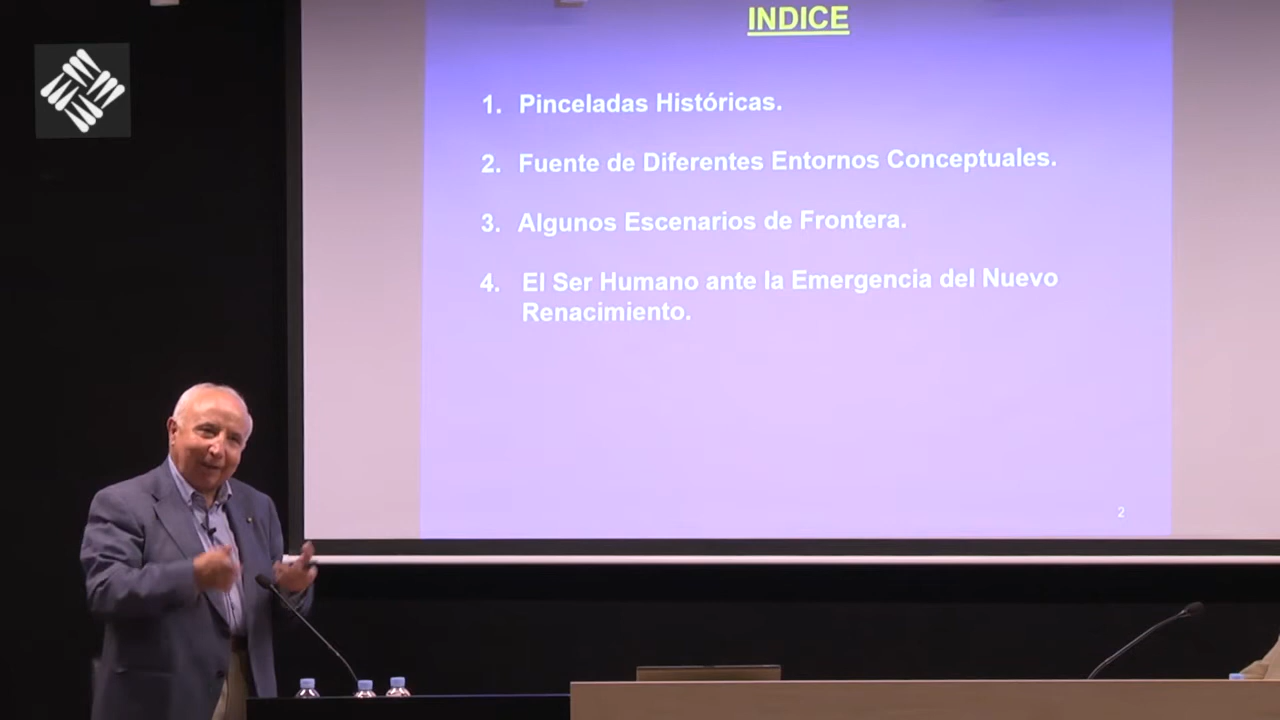 INDICE
1. Pinceladas Históricas.
2. Fuente de Diferentes Entornos Conceptuales.
3. Algunos Escenarios de Frontera.
4. El Ser Humano ante la Emergencia del Nuevo
Renacimiento.
2